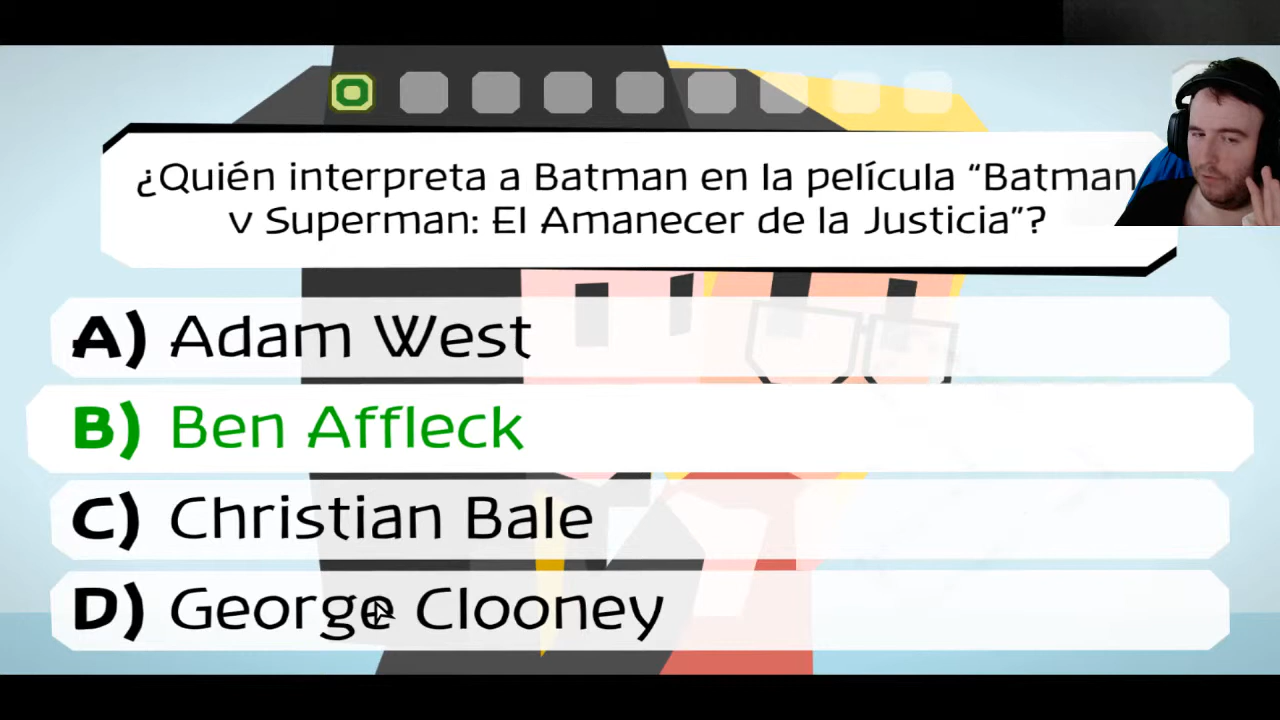 ¿Quién interpreta a Batman en la película “Batman
v Superman: El Amanecer de la Justicia”?
A) Adam West
B) Ben Affleck
C) Christian Bale
D) George Clooney